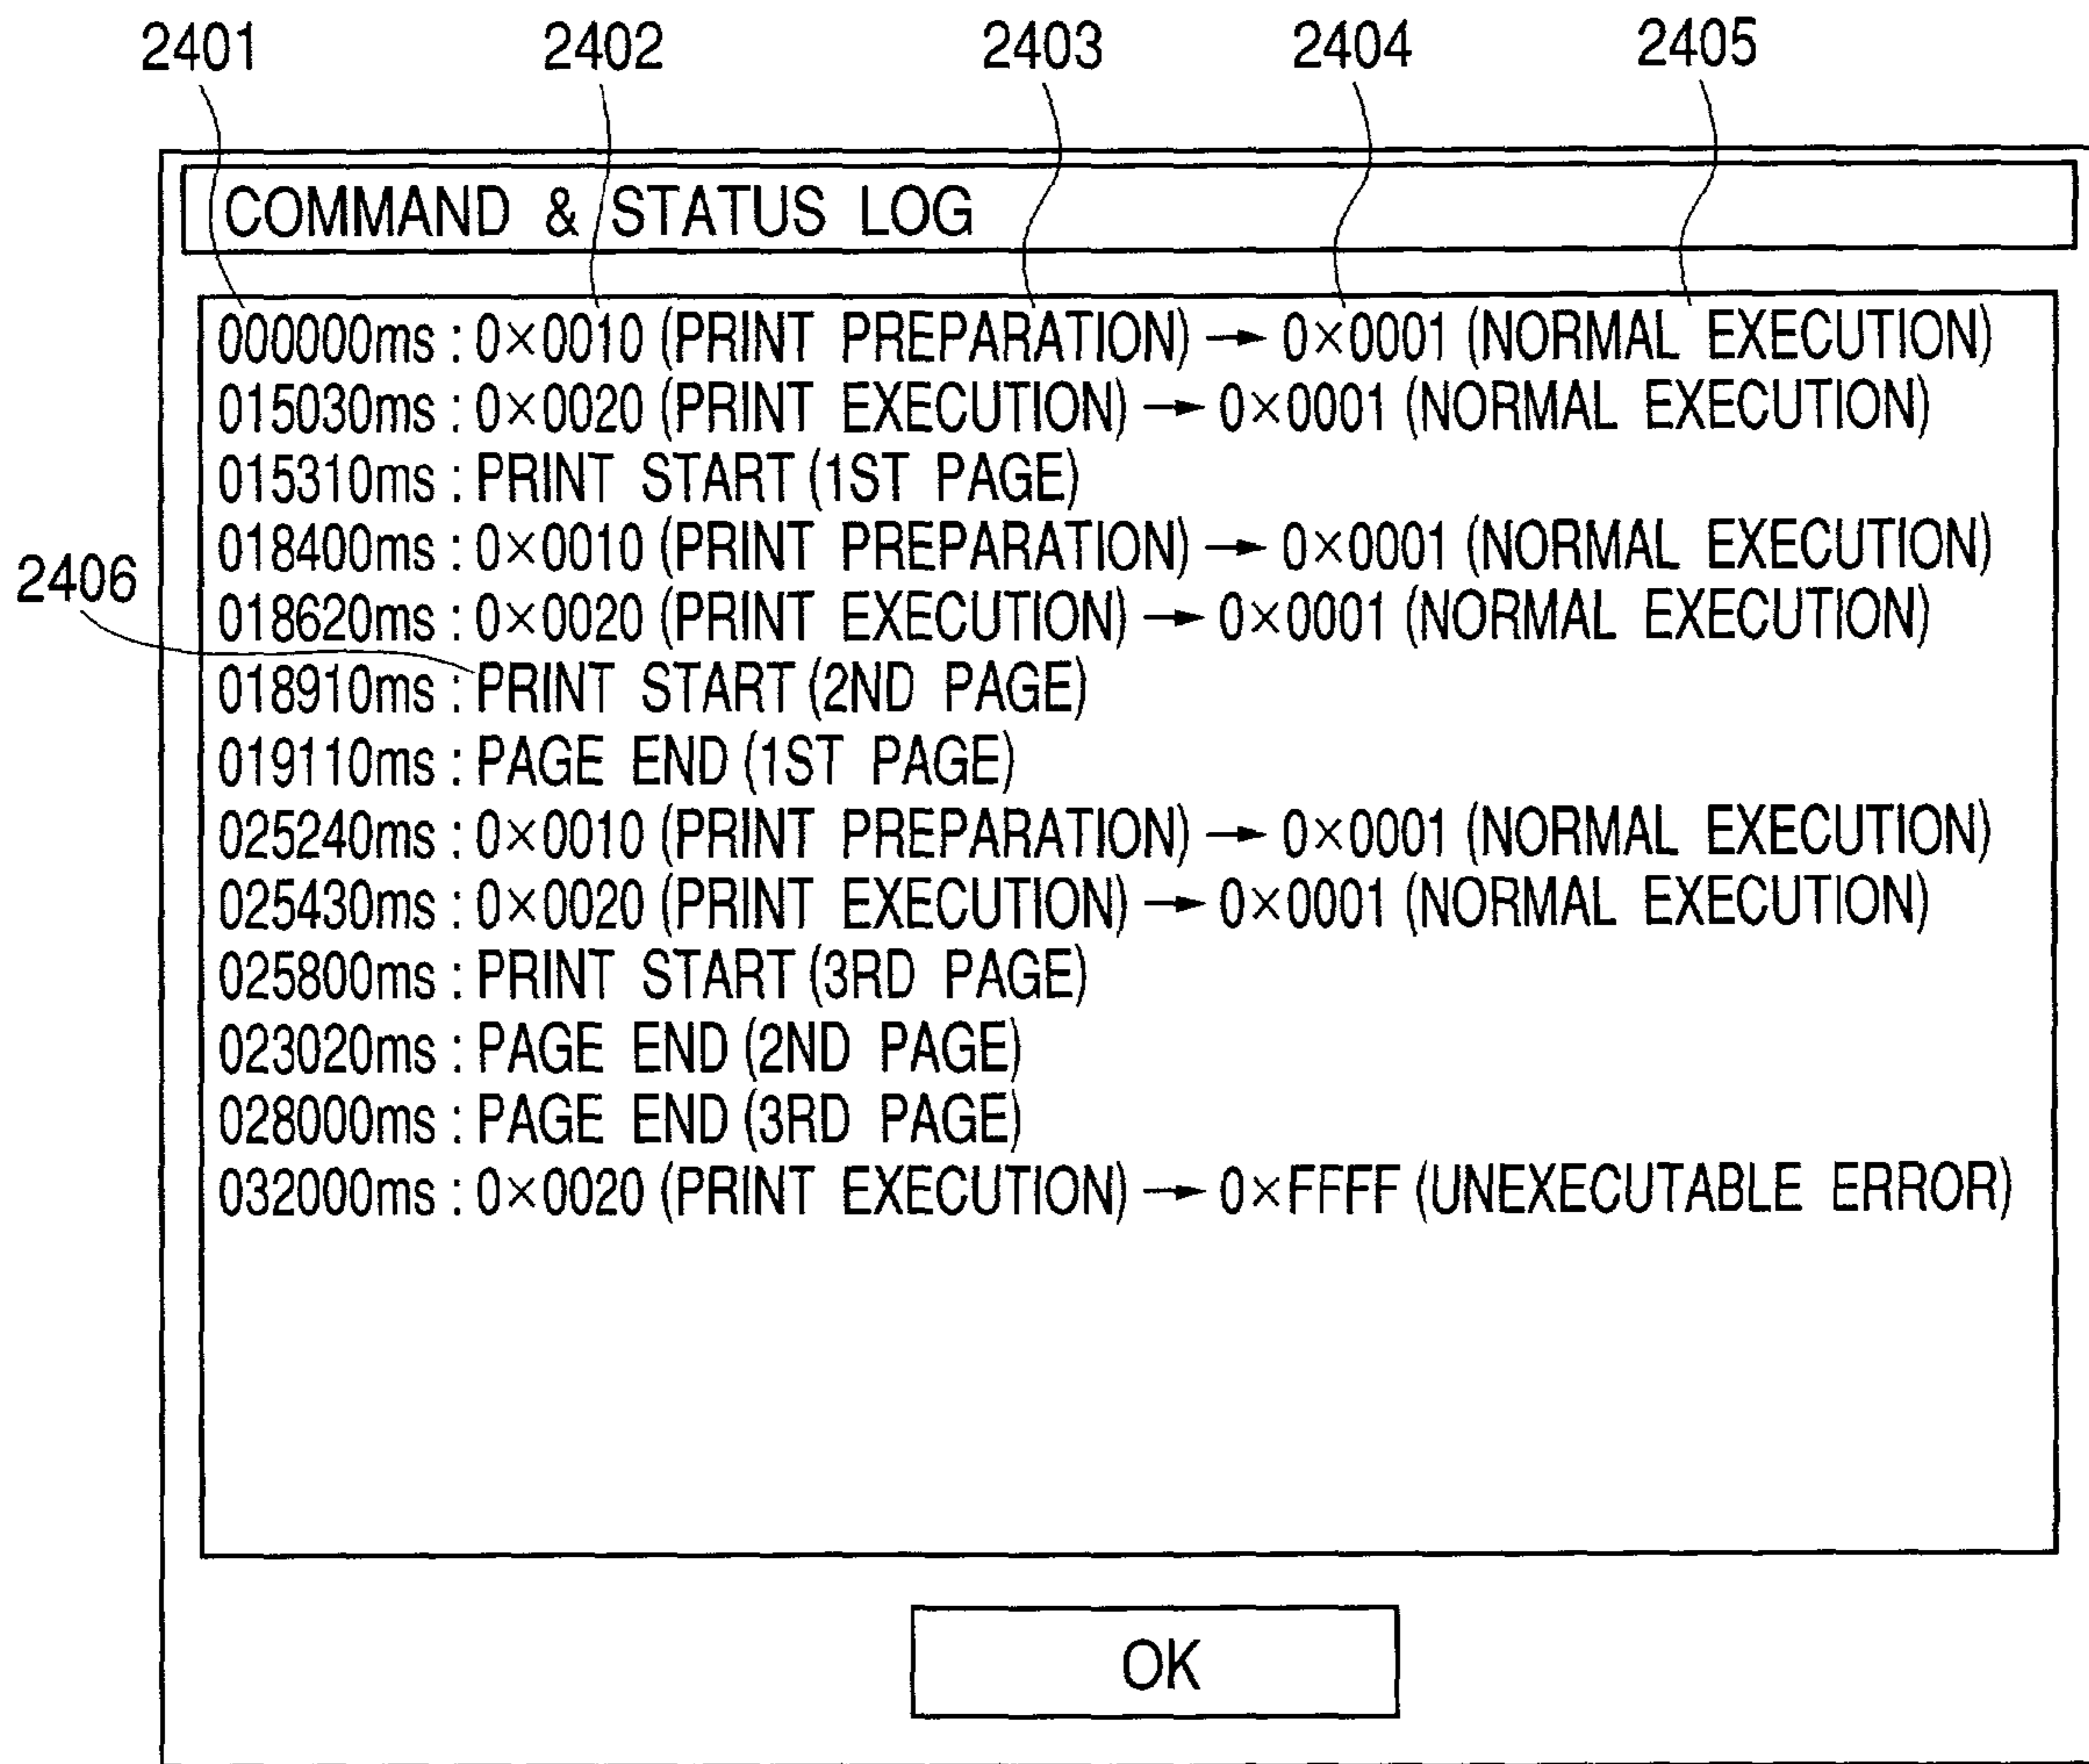 2401 2402 2403 2404 2405
COMMAND & STATUS LOG
000000ms : 0×0010 (PRINT PREPARATION) → 0×0001 (NORMAL EXECUTION)
015030ms : 0×0020 (PRINT EXECUTION) → 0×0001 (NORMAL EXECUTION)
015310ms : PRINT START (1ST PAGE)
018400ms : 0×0010 (PRINT PREPARATION) → 0×0001 (NORMAL EXECUTION)
2406
018620ms : 0×0020 (PRINT EXECUTION) → 0×0001 (NORMAL EXECUTION)
018910ms : PRINT START (2ND PAGE)
019110ms : PAGE END (1ST PAGE)
025240ms : 0×0010 (PRINT PREPARATION) → 0×0001 (NORMAL EXECUTION)
025430ms : 0×0020 (PRINT EXECUTION) → 0×0001 (NORMAL EXECUTION)
025800ms : PRINT START (3RD PAGE)
023020ms : PAGE END (2ND PAGE)
028000ms : PAGE END (3RD PAGE)
032000ms : 0×0020 (PRINT EXECUTION) → 0×FFFF (UNEXECUTABLE ERROR)
OK